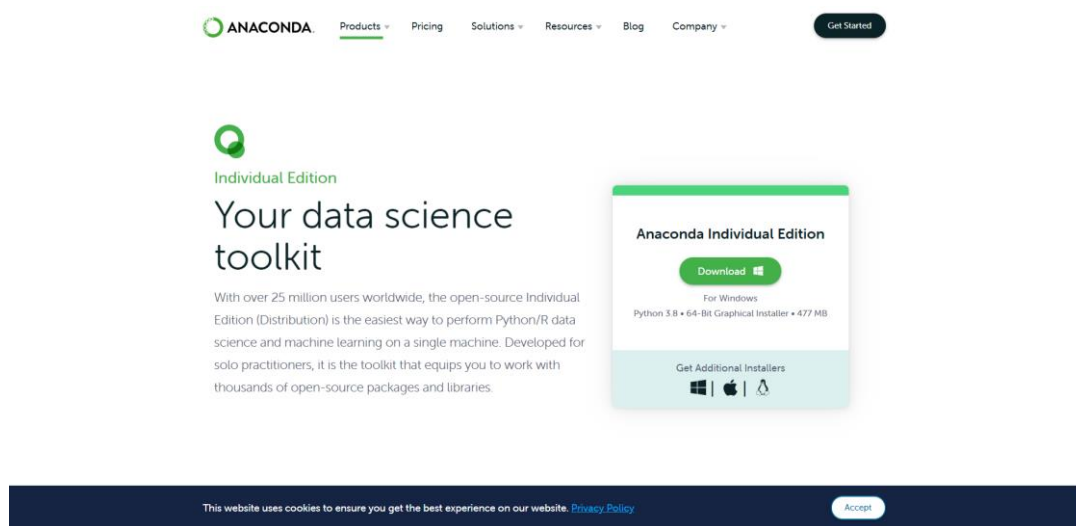 ANACONDA.
Products
Pricing
Solutions
Resources
Blog
Company
Get Started
Individual Edition
Your data science
toolkit
With over 25 million users worldwide, the open-source Individual
Edition (Distribution) is the easiest way to perform Python/R data
science and machine learning on a single machine. Developed for
solo practitioners, it is the toolkit that equips you to work with
thousands of open-source packages and libraries.
Anaconda Individual Edition
Download
For Windows
Python 3.8 • 64-Bit Graphical Installer • 477 MB
Get Additional Installers
| |
This website uses cookies to ensure you get the best experience on our website. Privacy Policy
Accept